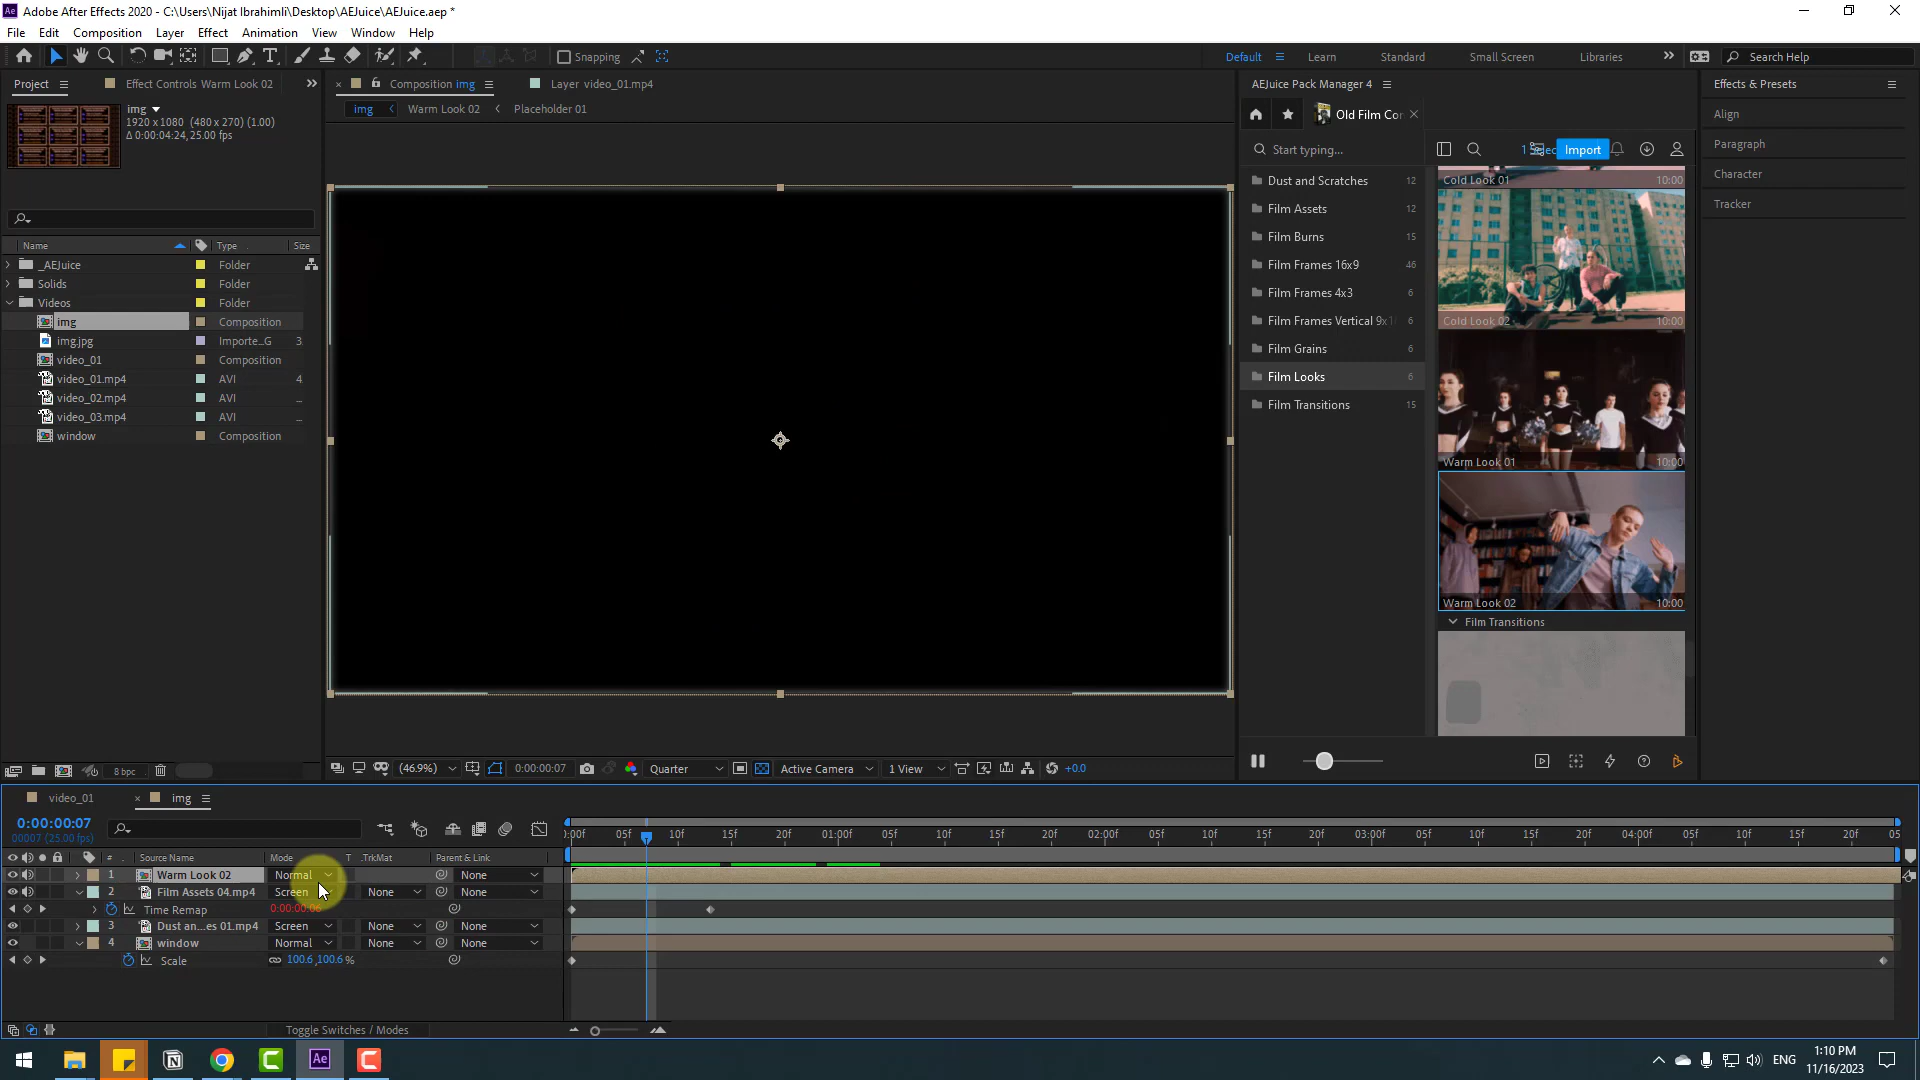 Adobe After Effects 2020 - C:\Users\Nijat Ibrahimli\Desktop\AEJuice\AEJuice.aep *
File Edit Composition Layer Effect Animation View Window Help
Snapping
Default Learn Standard Small Screen Libraries Search Help
Project Effect Controls Warm Look 02
Composition img Layer video_01.mp4
AEJuice Pack Manager 4
Effects & Presets
img
1920 x 1080 (480 x 270) (1.00)
Δ 0:00:04:24, 25.00 fps
img Warm Look 02 Placeholder 01
Start typing...
1 Selec Import
Align
Paragraph
Character
Tracker
Name Type Size
_AEJuice Folder
Solids Folder
Videos Folder
img Composition
img.jpg Importe...G 3
video_01 Composition
video_01.mp4 AVI 4
video_02.mp4 AVI ...
video_03.mp4 AVI ...
window Composition
8 bpc
Dust and Scratches 12
Film Assets 12
Film Burns 15
Film Frames 16x9 46
Film Frames 4x3 6
Film Frames Vertical 9x1 6
Film Grains 6
Film Looks 6
Film Transitions 15
Cold Look 01 10:00
Cold Look 02 10:00
Warm Look 01 10:00
Warm Look 02 10:00
Film Transitions
(46.9%) 0:00:00:07 Quarter Active Camera 1 View +0.0
video_01 img
0:00:00:07
00007 (25.00 fps)
:00f 05f 10f 15f 20f 01:00f 05f 10f 15f 20f 02:00f 05f 10f 15f 20f 03:00f 05f 10f 15f 20f 04:00f 05f 10f 15f 20f 05
# Source Name Mode T .TrkMat Parent & Link
1 Warm Look 02 Normal None
2 Film Assets 04.mp4 Screen None None
Time Remap 0:00:00:06
3 Dust an...es 01.mp4 Screen None None
4 window Normal None None
Scale 100.6,100.6 %
Toggle Switches / Modes
ENG
1:10 PM
11/16/2023